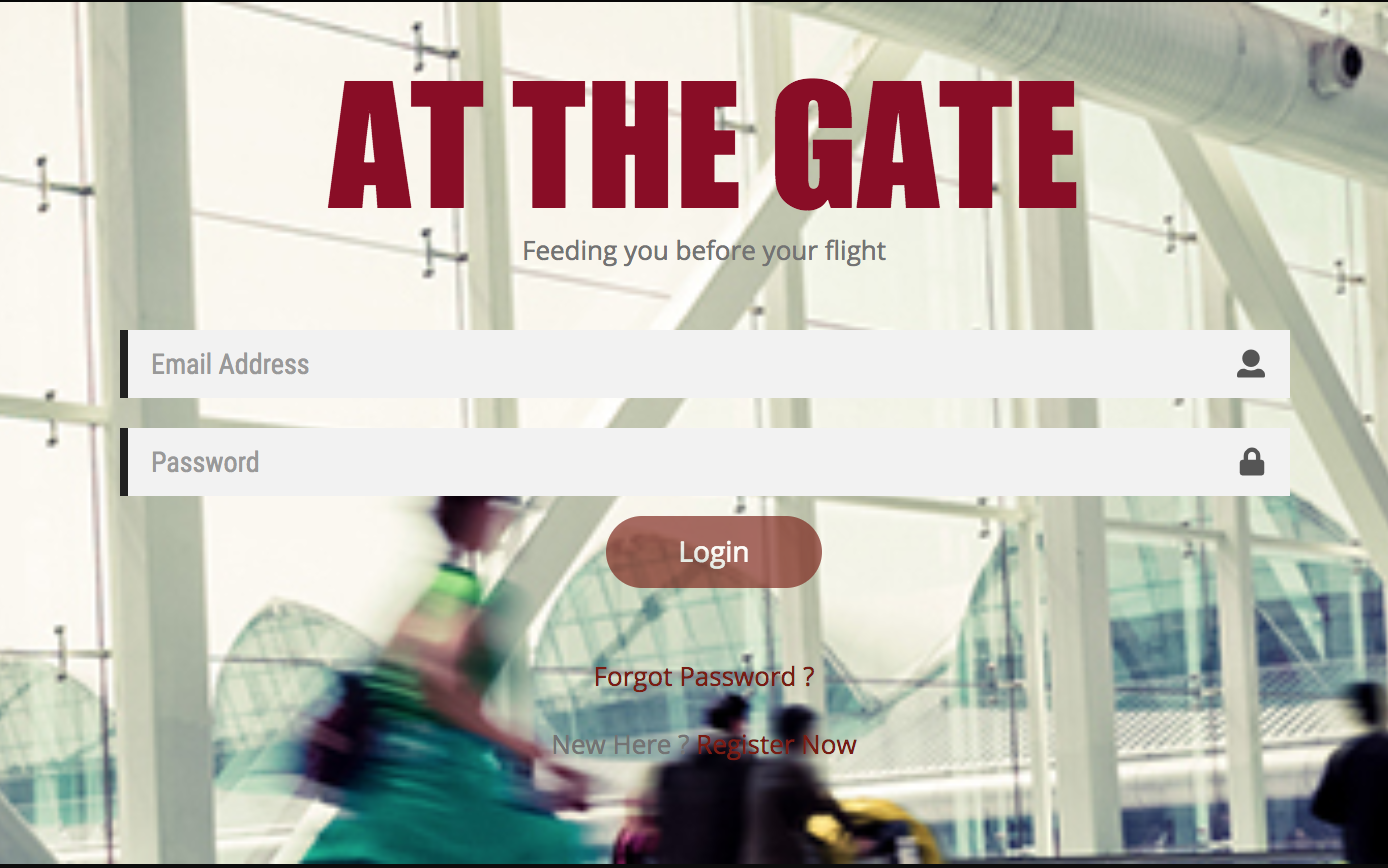 AT THE GATE
Feeding you before your flight
Email Address
Password
Login
Forgot Password ?
New Here ? Register Now